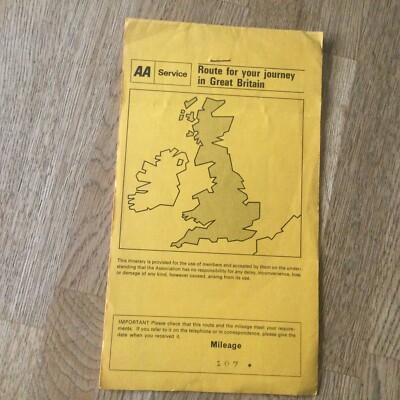 AA Service
Route for your journey
in Great Britain
This itinerary is provided for the use of members and accepted by them on the under-
standing that the Association has no responsibility for any delay, inconvenience, loss
or damage of any kind, however caused, arising from its use.
IMPORTANT Please check that this route and the mileage meet your require-
ments. If you refer to it on the telephone or in correspondence, please give the
date when you received it.
Mileage
107